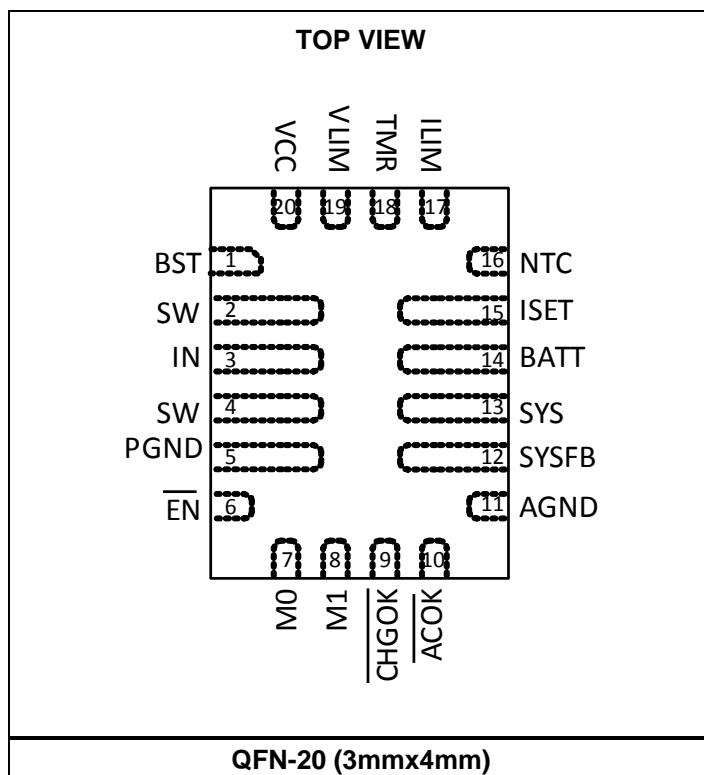 TOP VIEW
VCC
VLIM
TMR
ILIM
20
19
18
17
BST 1
16 NTC
SW 2
15 ISET
IN 3
14 BATT
SW 4
13 SYS
PGND 5
12 SYSFB
EN 6
11 AGND
7
8
9
10
M0
M1
CHGOK
ACOK
QFN-20 (3mmx4mm)